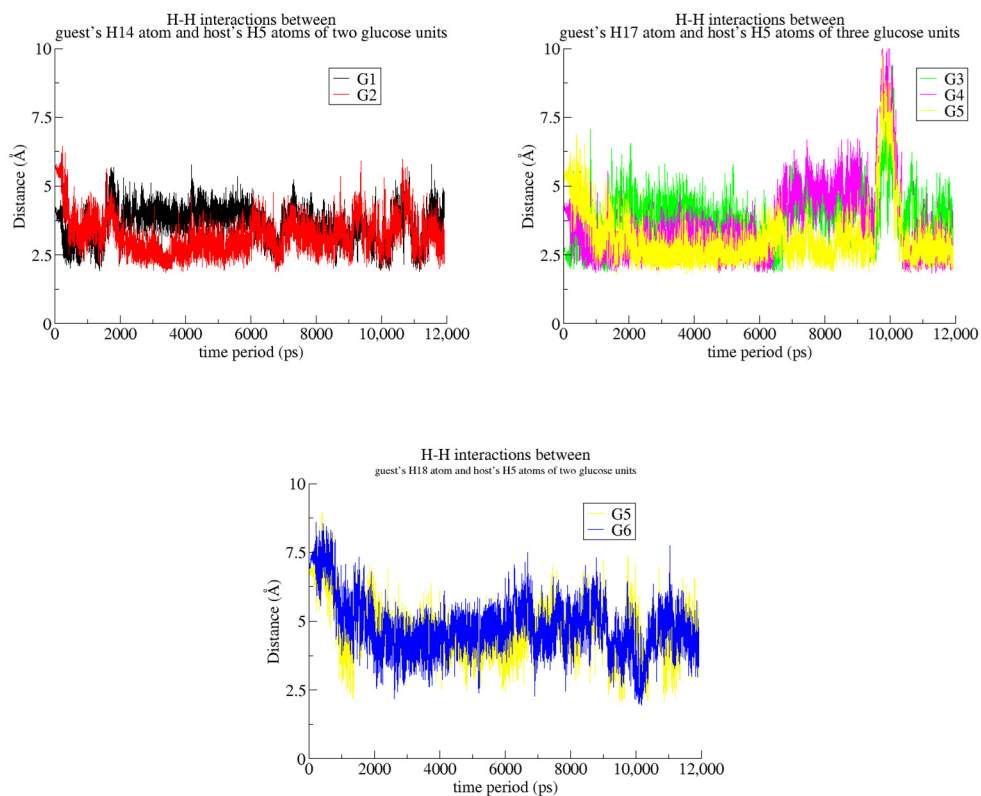 H-H interactions between
guest's H14 atom and host's H5 atoms of two glucose units
10
7.5
5
2.5
0
Distance (Å)
G1
G2
0
2000
4000
6000
8000
10,000
12,000
time period (ps)
H-H interactions between
guest's H17 atom and host's H5 atoms of three glucose units
10
7.5
5
2.5
0
Distance (Å)
G3
G4
G5
0
2000
4000
6000
8000
10,000
12,000
time period (ps)
H-H interactions between
guest's H18 atom and host's H5 atoms of two glucose units
10
7.5
5
2.5
0
Distance (Å)
G5
G6
0
2000
4000
6000
8000
10,000
12,000
time period (ps)